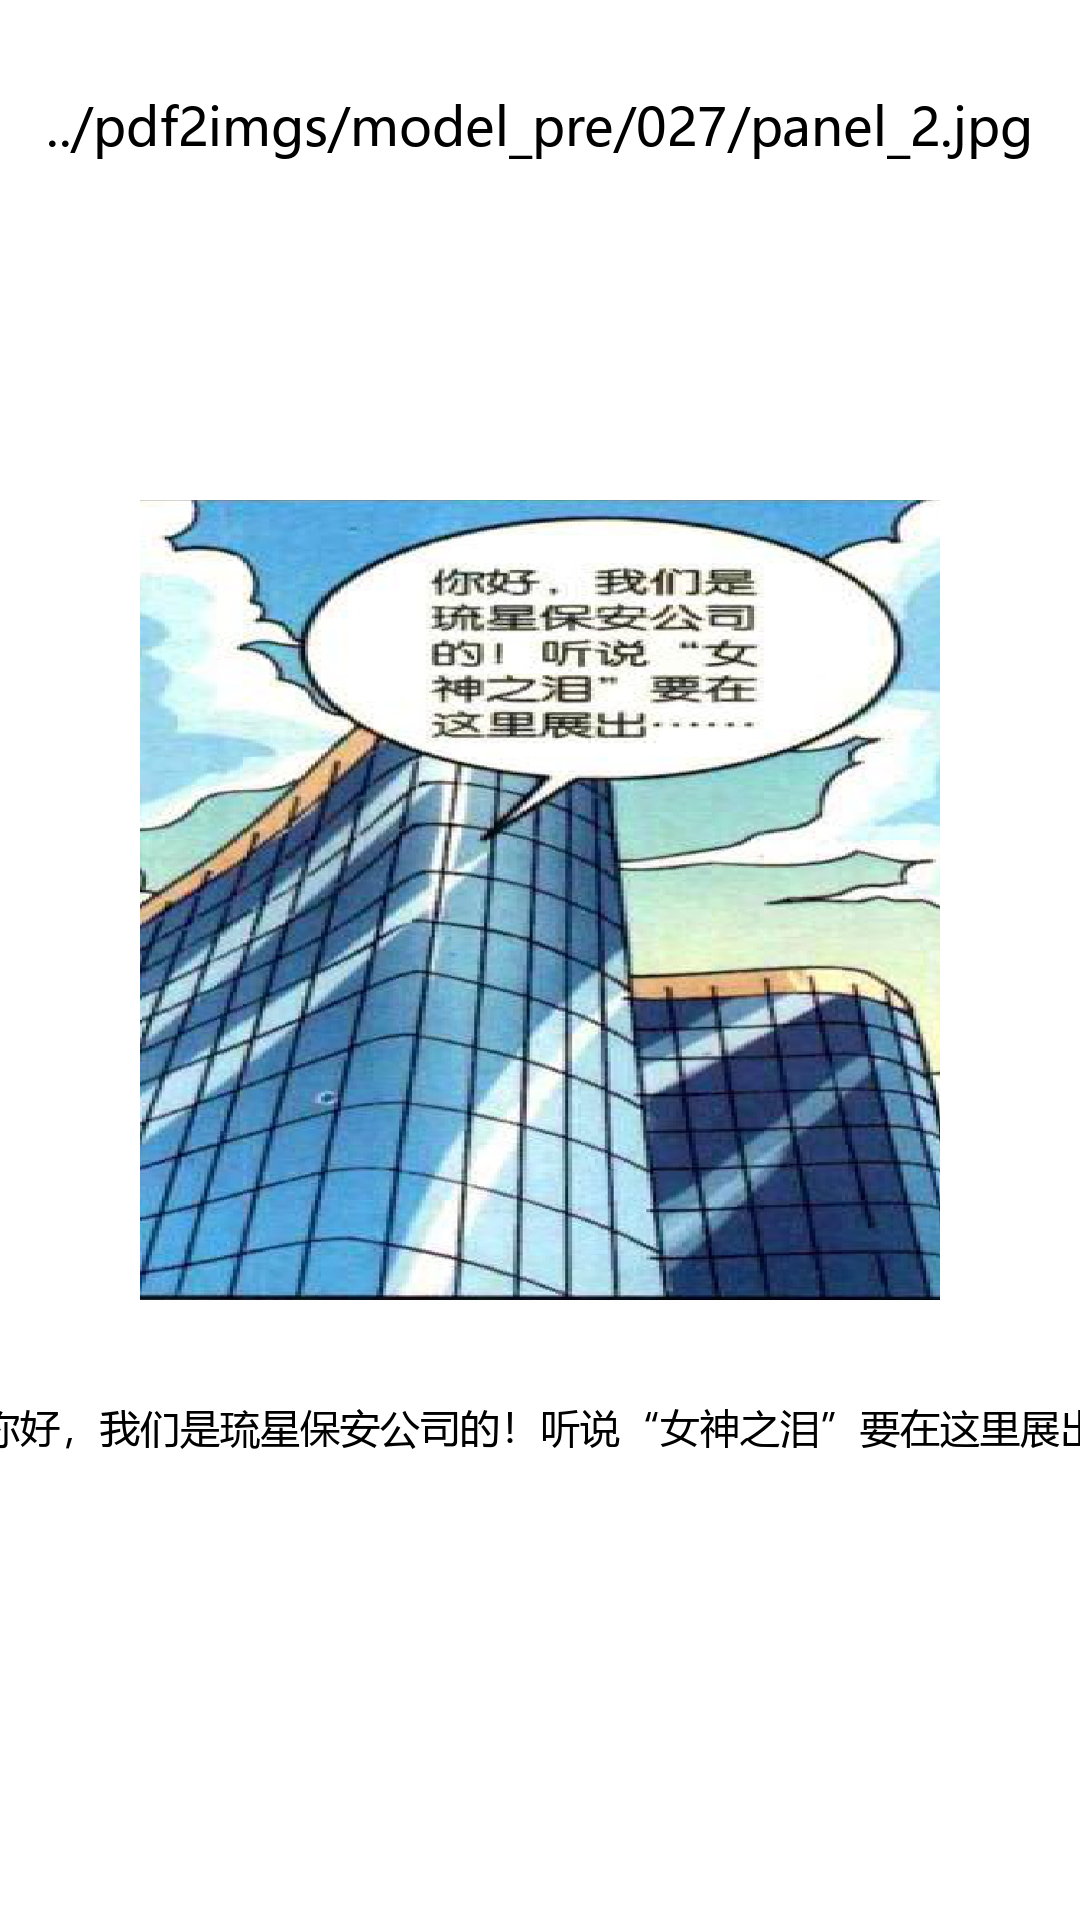 ../pdf2imgs/model_pre/027/panel_2.jpg
你好，我们是
琉星保安公司
的！听说“女
神之泪”要在
这里展出……
你好，我们是琉星保安公司的！听说“女神之泪”要在这里展出